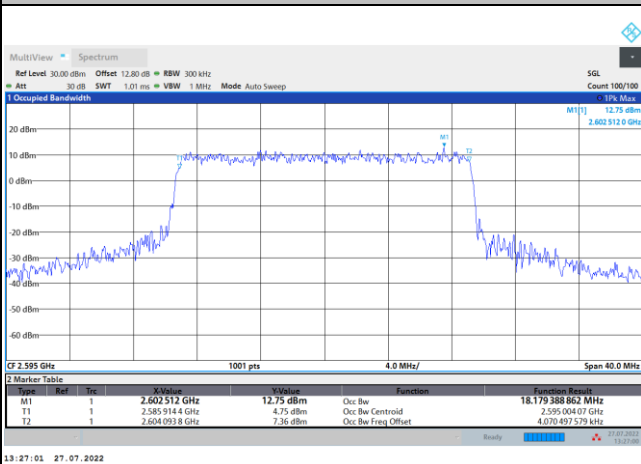 MultiView Spectrum
Ref Level 30.00 dBm Offset 12.80 dB RBW 300 kHz SGL
Att 30 dB SWT 1.01 ms VBW 1 MHz Mode Auto Sweep Count 100/100
1 Occupied Bandwidth 1Pk Max
M1[1] 12.75 dBm
2.602 512 0 GHz
20 dBm
M1
T1 T2
10 dBm
0 dBm
-10 dBm
-20 dBm
-30 dBm
-40 dBm
-50 dBm
-60 dBm
CF 2.595 GHz 1001 pts 4.0 MHz/ Span 40.0 MHz
2 Marker Table
Type Ref Trc X-Value Y-Value Function Function Result
M1 1 2.602 512 GHz 12.75 dBm Occ Bw 18.179 388 862 MHz
T1 1 2.585 914 4 GHz 4.75 dBm Occ Bw Centroid 2.595 004 07 GHz
T2 1 2.604 093 8 GHz 7.36 dBm Occ Bw Freq Offset 4.070 497 579 kHz
Ready 27.07.2022
13:27:00
13:27:01 27.07.2022